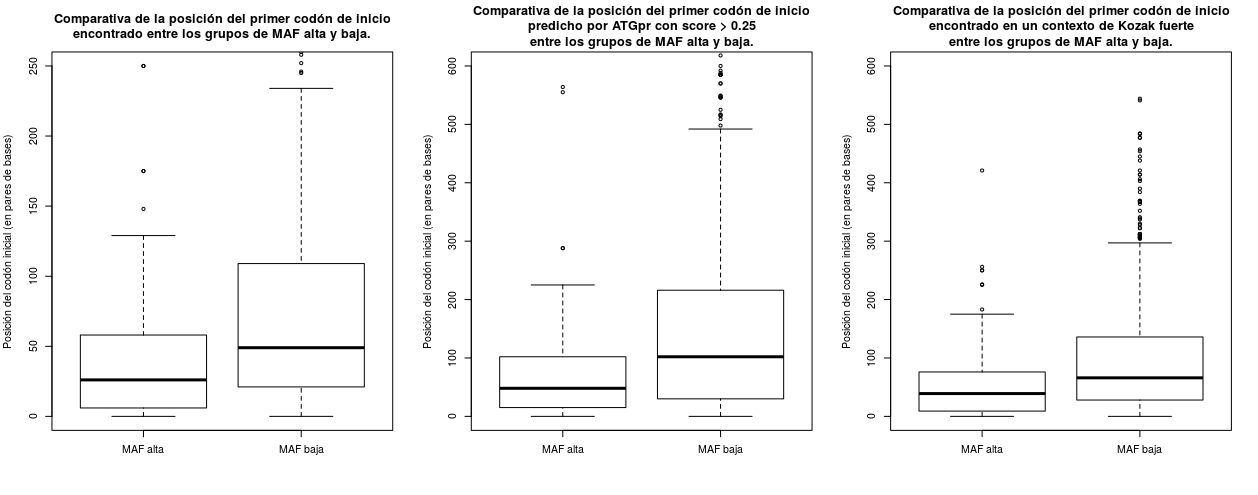 Comparativa de la posición del primer codón de inicio
encontrado entre los grupos de MAF alta y baja.
Posición del codón inicial (en pares de bases)
250
200
150
100
50
0
MAF alta
MAF baja
Comparativa de la posición del primer codón de inicio
predicho por ATGpr con score > 0.25
entre los grupos de MAF alta y baja.
Posición del codón inicial (en pares de bases)
600
500
400
300
200
100
0
MAF alta
MAF baja
Comparativa de la posición del primer codón de inicio
encontrado en un contexto de Kozak fuerte
entre los grupos de MAF alta y baja.
Posición del codón inicial (en pares de bases)
600
500
400
300
200
100
0
MAF alta
MAF baja